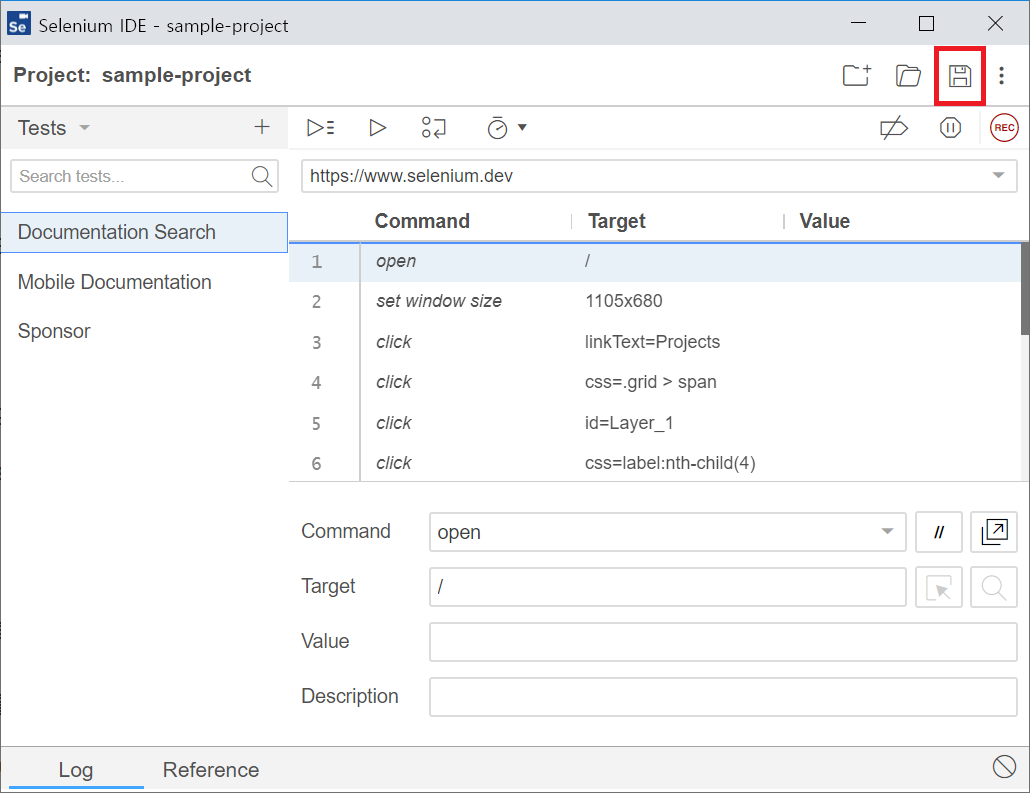 Se Selenium IDE - sample-project
Project: sample-project
Tests
REC
Search tests...
https://www.selenium.dev
Command Target Value
Documentation Search
Mobile Documentation
Sponsor
1 open /
2 set window size 1105x680
3 click linkText=Projects
4 click css=.grid > span
5 click id=Layer_1
6 click css=label:nth-child(4)
Command open //
Target /
Value
Description
Log Reference